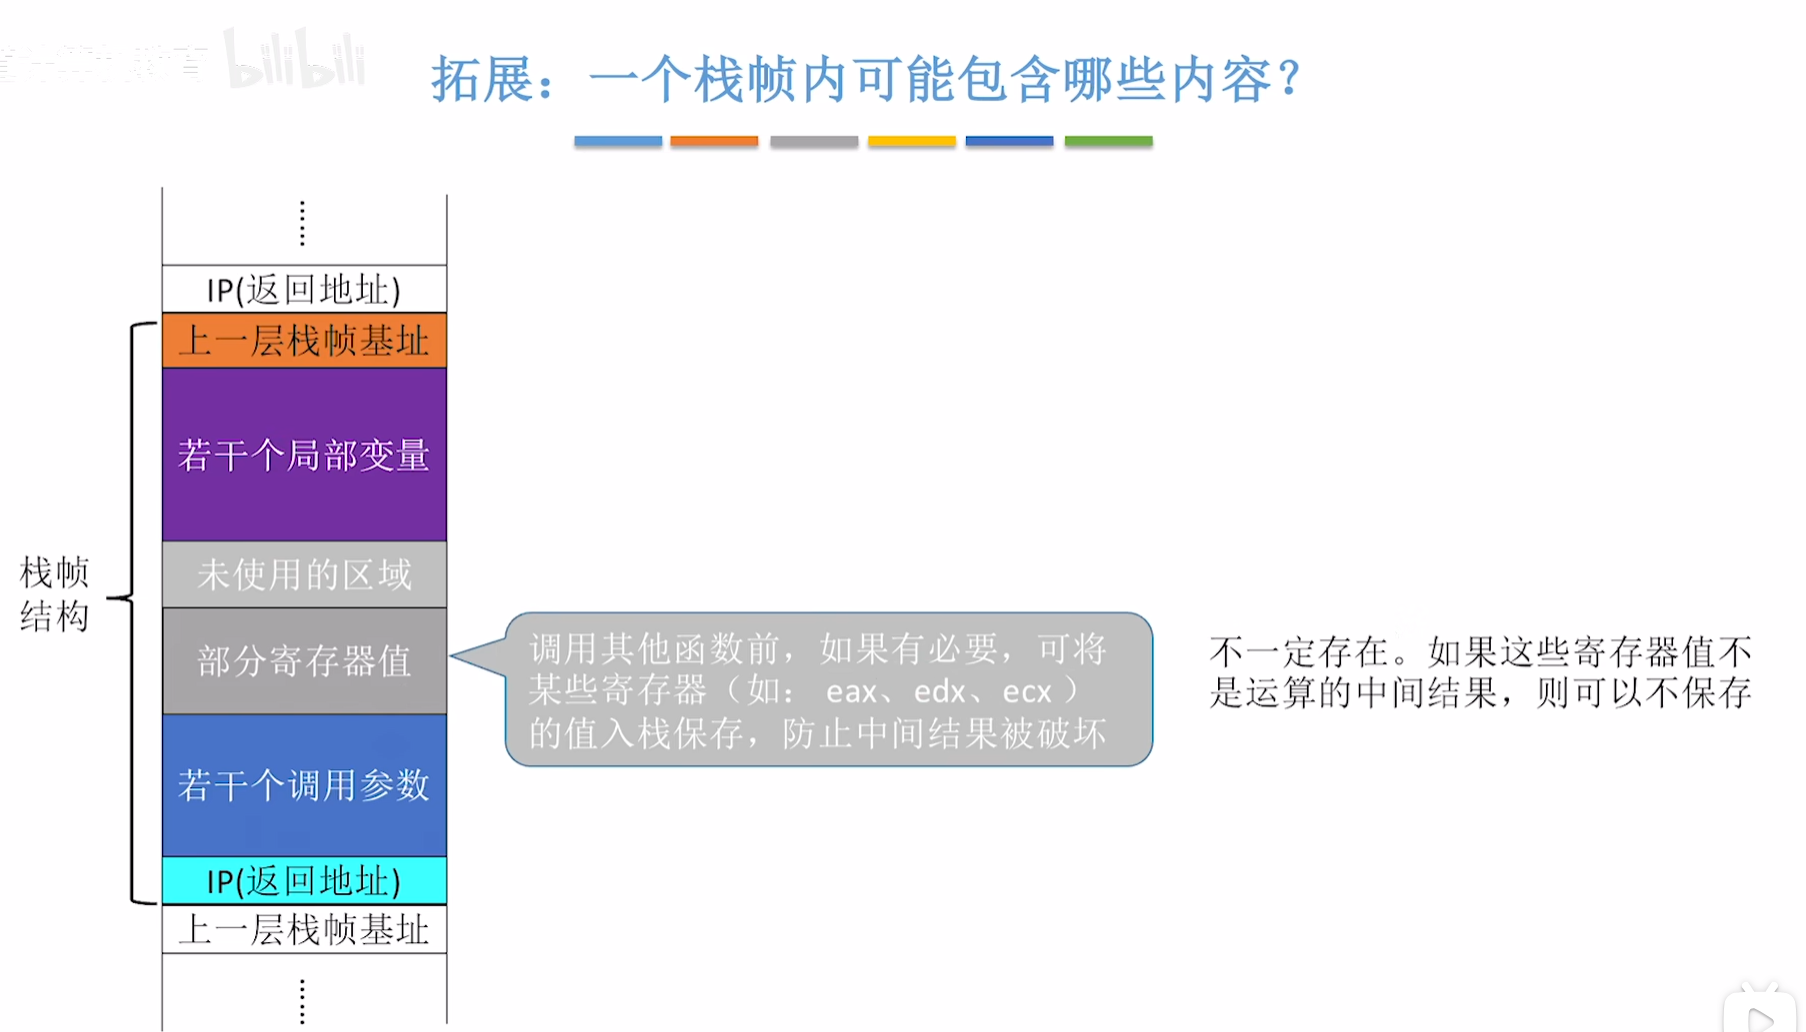 bilibili
拓展：一个栈帧内可能包含哪些内容？
IP(返回地址)
上一层栈帧基址
若干个局部变量
未使用的区域
部分寄存器值
若干个调用参数
IP(返回地址)
上一层栈帧基址
栈帧
结构
调用其他函数前，如果有必要，可将
某些寄存器（如： eax、edx、ecx ）
的值入栈保存，防止中间结果被破坏
不一定存在。如果这些寄存器值不
是运算的中间结果，则可以不保存